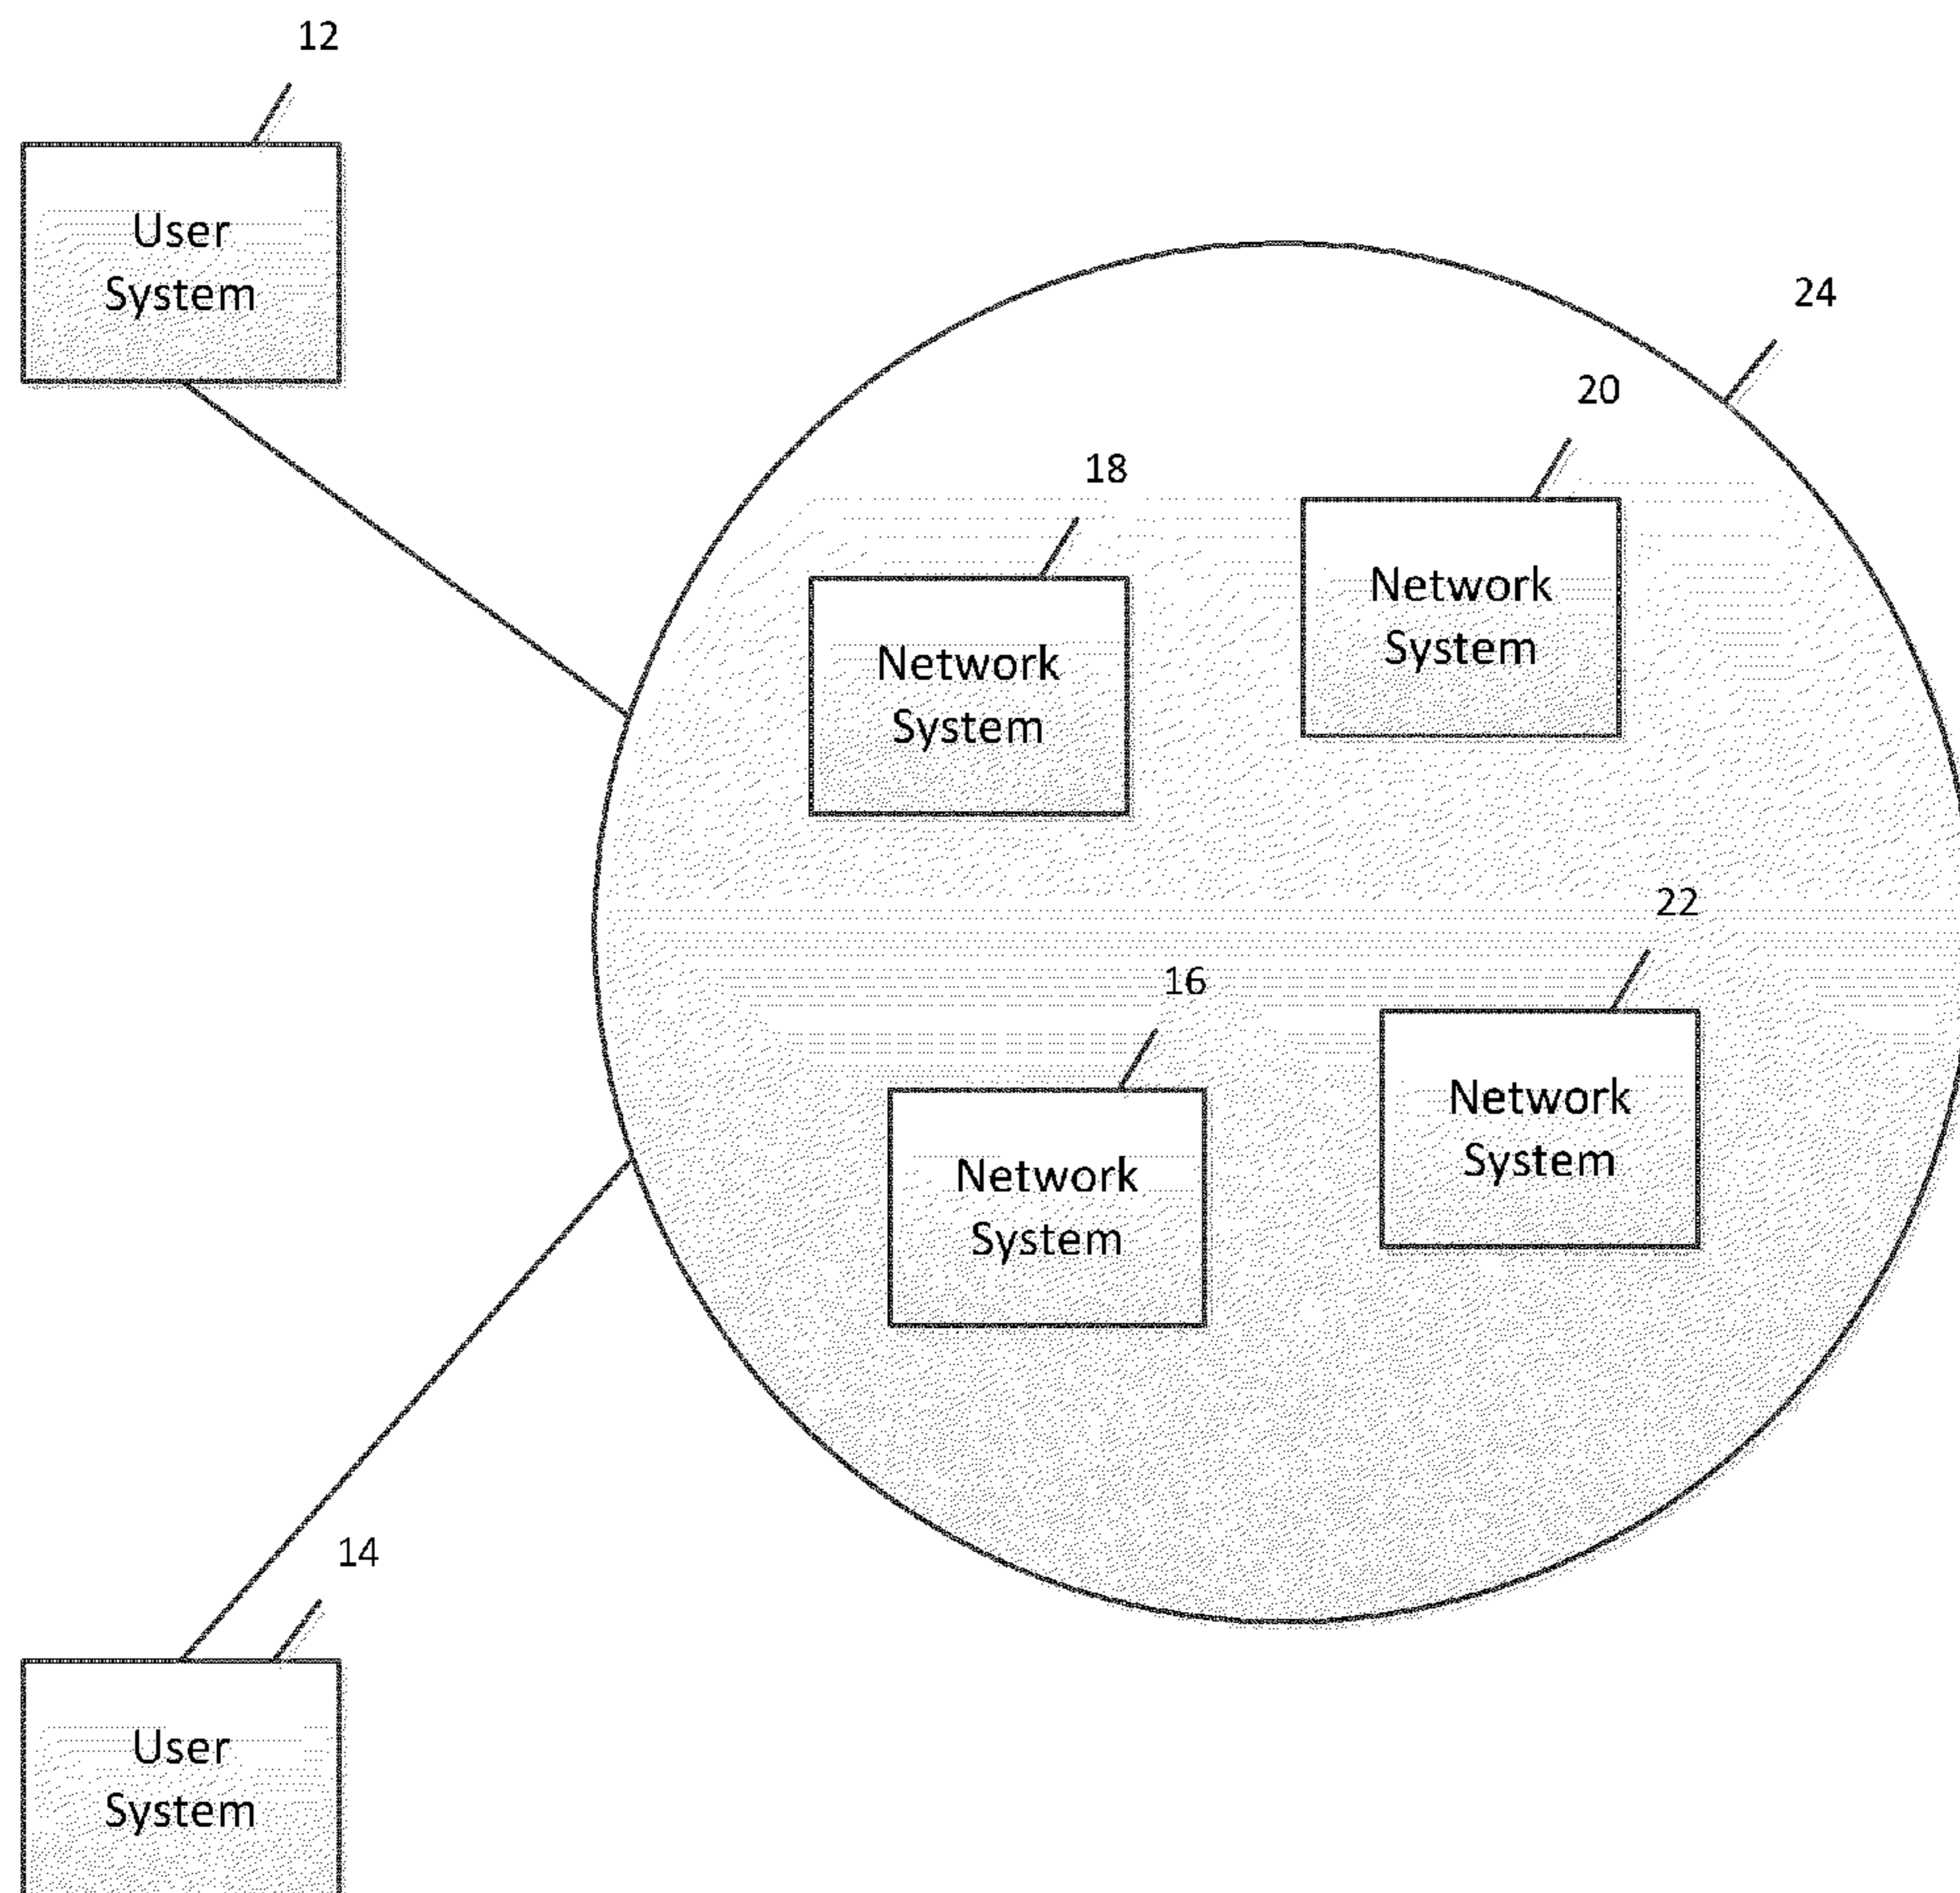 12
User
System
24
20
18
Network
System
Network
System
22
16
Network
System
Network
System
14
User
System